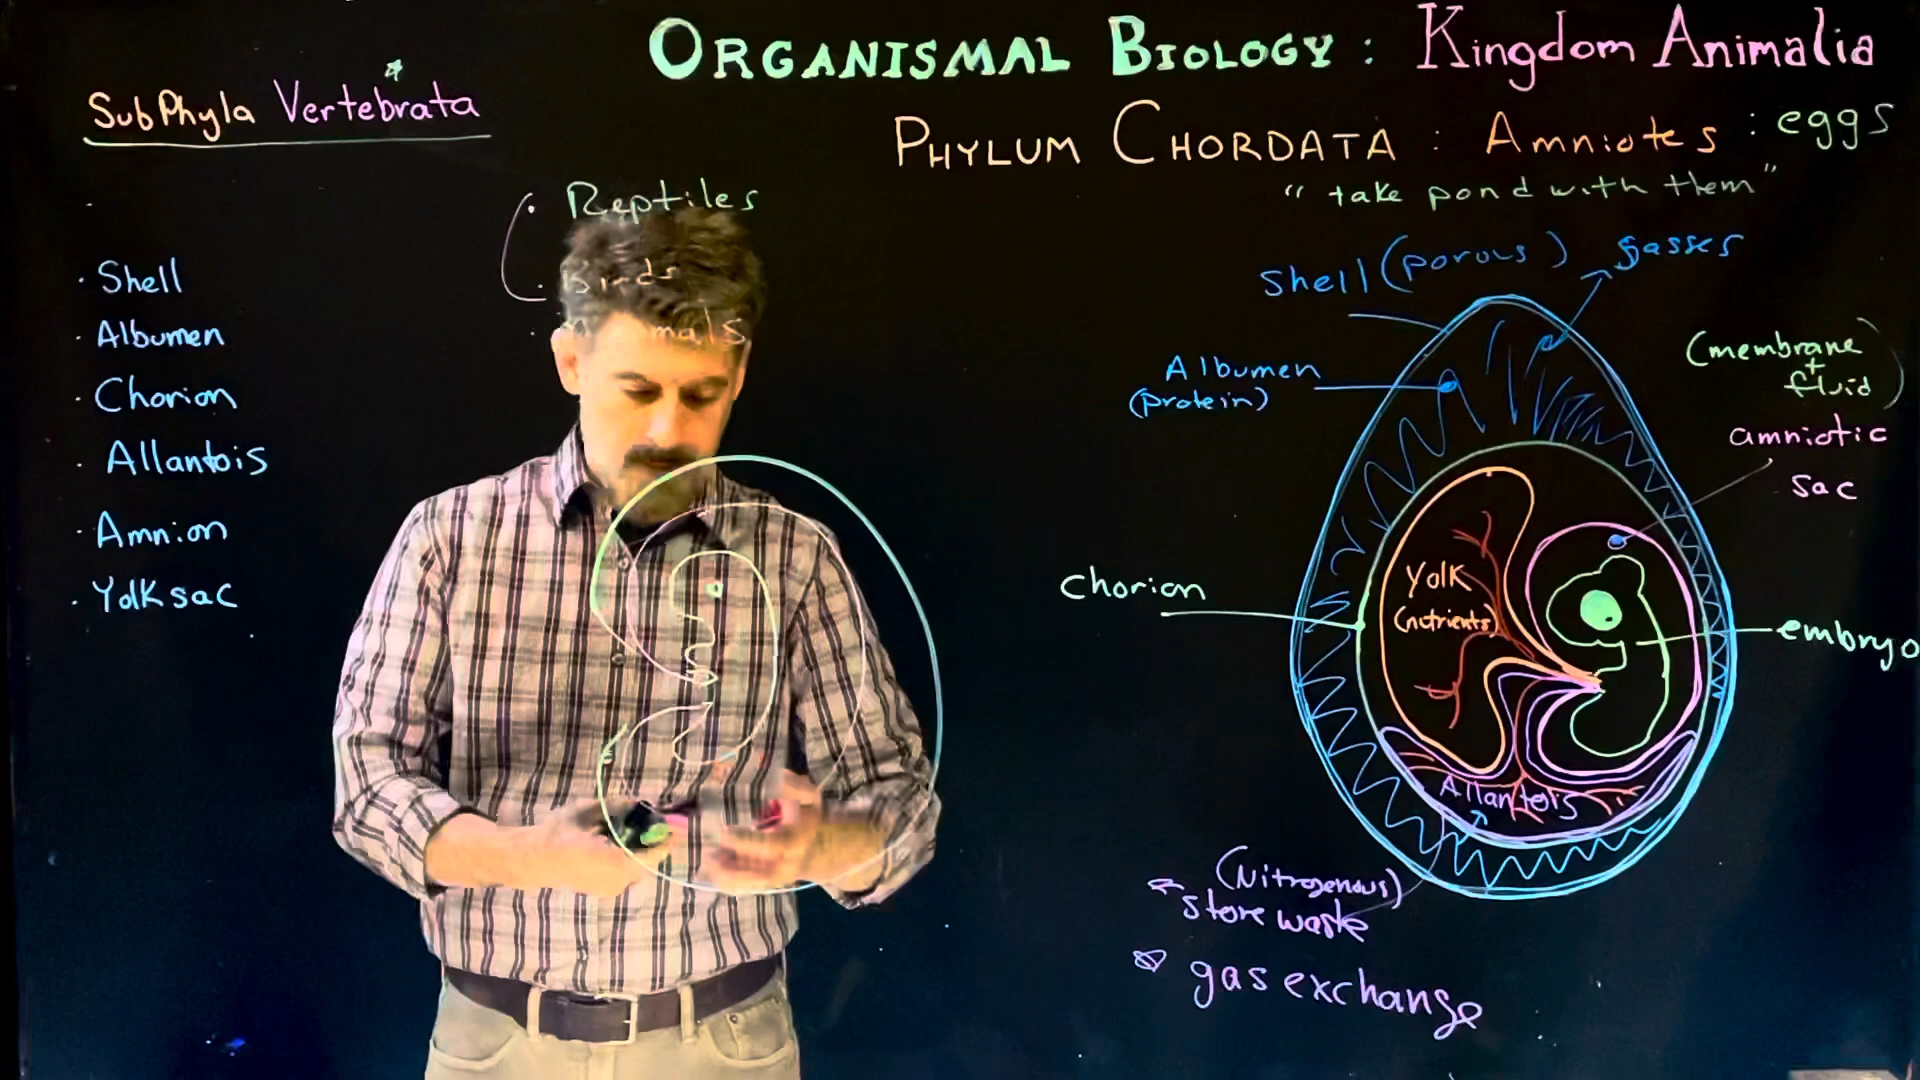 ORGANISMAL BIOLOGY : Kingdom Animalia
PHYLUM CHORDATA : Amniotes : eggs
"take pond with them"
SubPhyla Vertebrata
· Shell
· Albumen
· Chorion
· Allantois
· Amnion
· Yolk sac
· Reptiles
· Birds
· mammals
Shell (porous) gasses
Albumen
(protein)
(membrane
+
fluid)
amniotic
sac
Chorion
Yolk
(nutrients)
embryo
Allantois
(Nitrogenous)
store waste
gas exchange